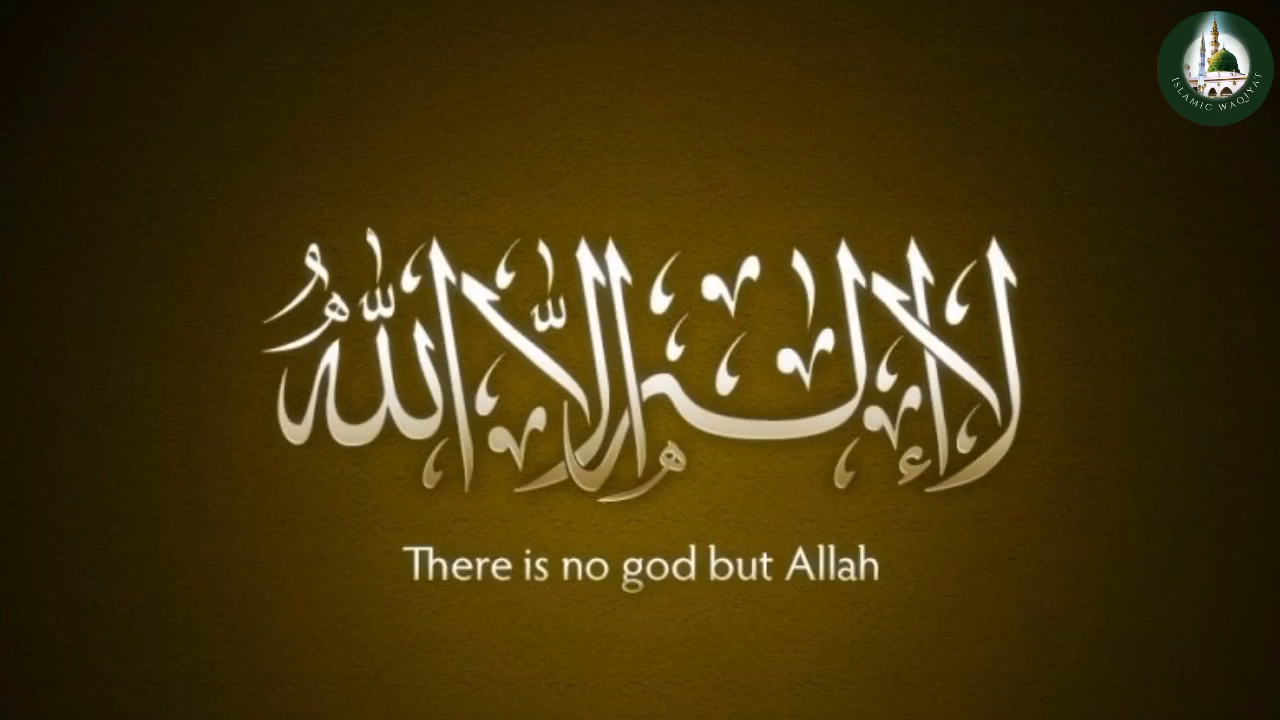 ISLAMIC WAQIYAT
لا إله إلا الله
There is no god but Allah